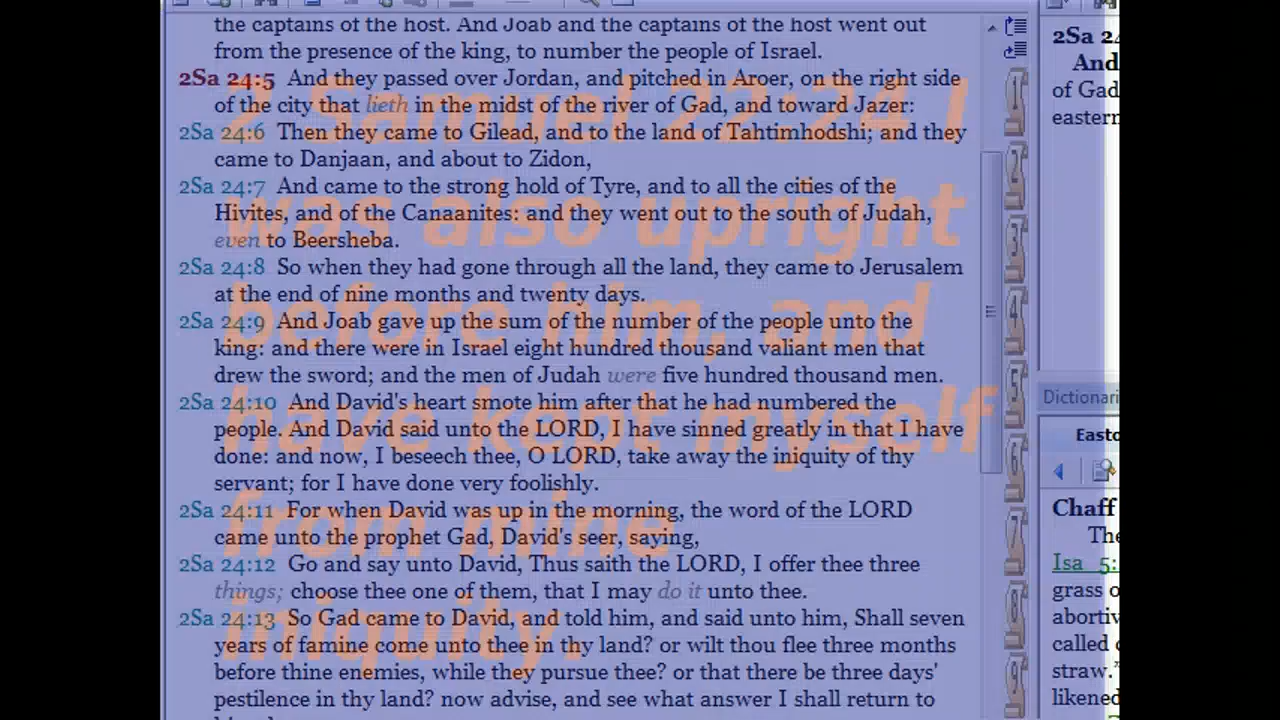 the captains of the host. And Joab and the captains of the host went out
from the presence of the king, to number the people of Israel.
2Sa 24:5 And they passed over Jordan, and pitched in Aroer, on the right side
of the city that lieth in the midst of the river of Gad, and toward Jazer:
2Sa 24:6 Then they came to Gilead, and to the land of Tahtimhodshi; and they
came to Danjaan, and about to Zidon,
2Sa 24:7 And came to the strong hold of Tyre, and to all the cities of the
Hivites, and of the Canaanites: and they went out to the south of Judah,
even to Beersheba.
2Sa 24:8 So when they had gone through all the land, they came to Jerusalem
at the end of nine months and twenty days.
2Sa 24:9 And Joab gave up the sum of the number of the people unto the
king: and there were in Israel eight hundred thousand valiant men that
drew the sword; and the men of Judah were five hundred thousand men.
2Sa 24:10 And David's heart smote him after that he had numbered the
people. And David said unto the LORD, I have sinned greatly in that I have
done: and now, I beseech thee, O LORD, take away the iniquity of thy
servant; for I have done very foolishly.
2Sa 24:11 For when David was up in the morning, the word of the LORD
came unto the prophet Gad, David's seer, saying,
2Sa 24:12 Go and say unto David, Thus saith the LORD, I offer thee three
things; choose thee one of them, that I may do it unto thee.
2Sa 24:13 So Gad came to David, and told him, and said unto him, Shall seven
years of famine come unto thee in thy land? or wilt thou flee three months
before thine enemies, while they pursue thee? or that there be three days'
pestilence in thy land? now advise, and see what answer I shall return to
2 Samuel 22:24 I
was also upright
before him, and
have kept myself
from mine
iniquity.
1
2
3
4
5
6
7
8
9
2Sa 24
And
of Gad
eastern
Dictionari
Easto
Chaff
The
Isa 5:
grass o
abortiv
called
straw."
likened